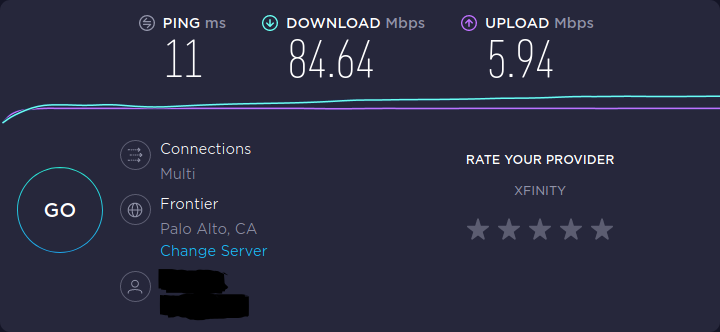 PING ms DOWNLOAD Mbps UPLOAD Mbps
11 84.64 5.94
GO
Connections
Multi
Frontier
Palo Alto, CA
Change Server
RATE YOUR PROVIDER
XFINITY